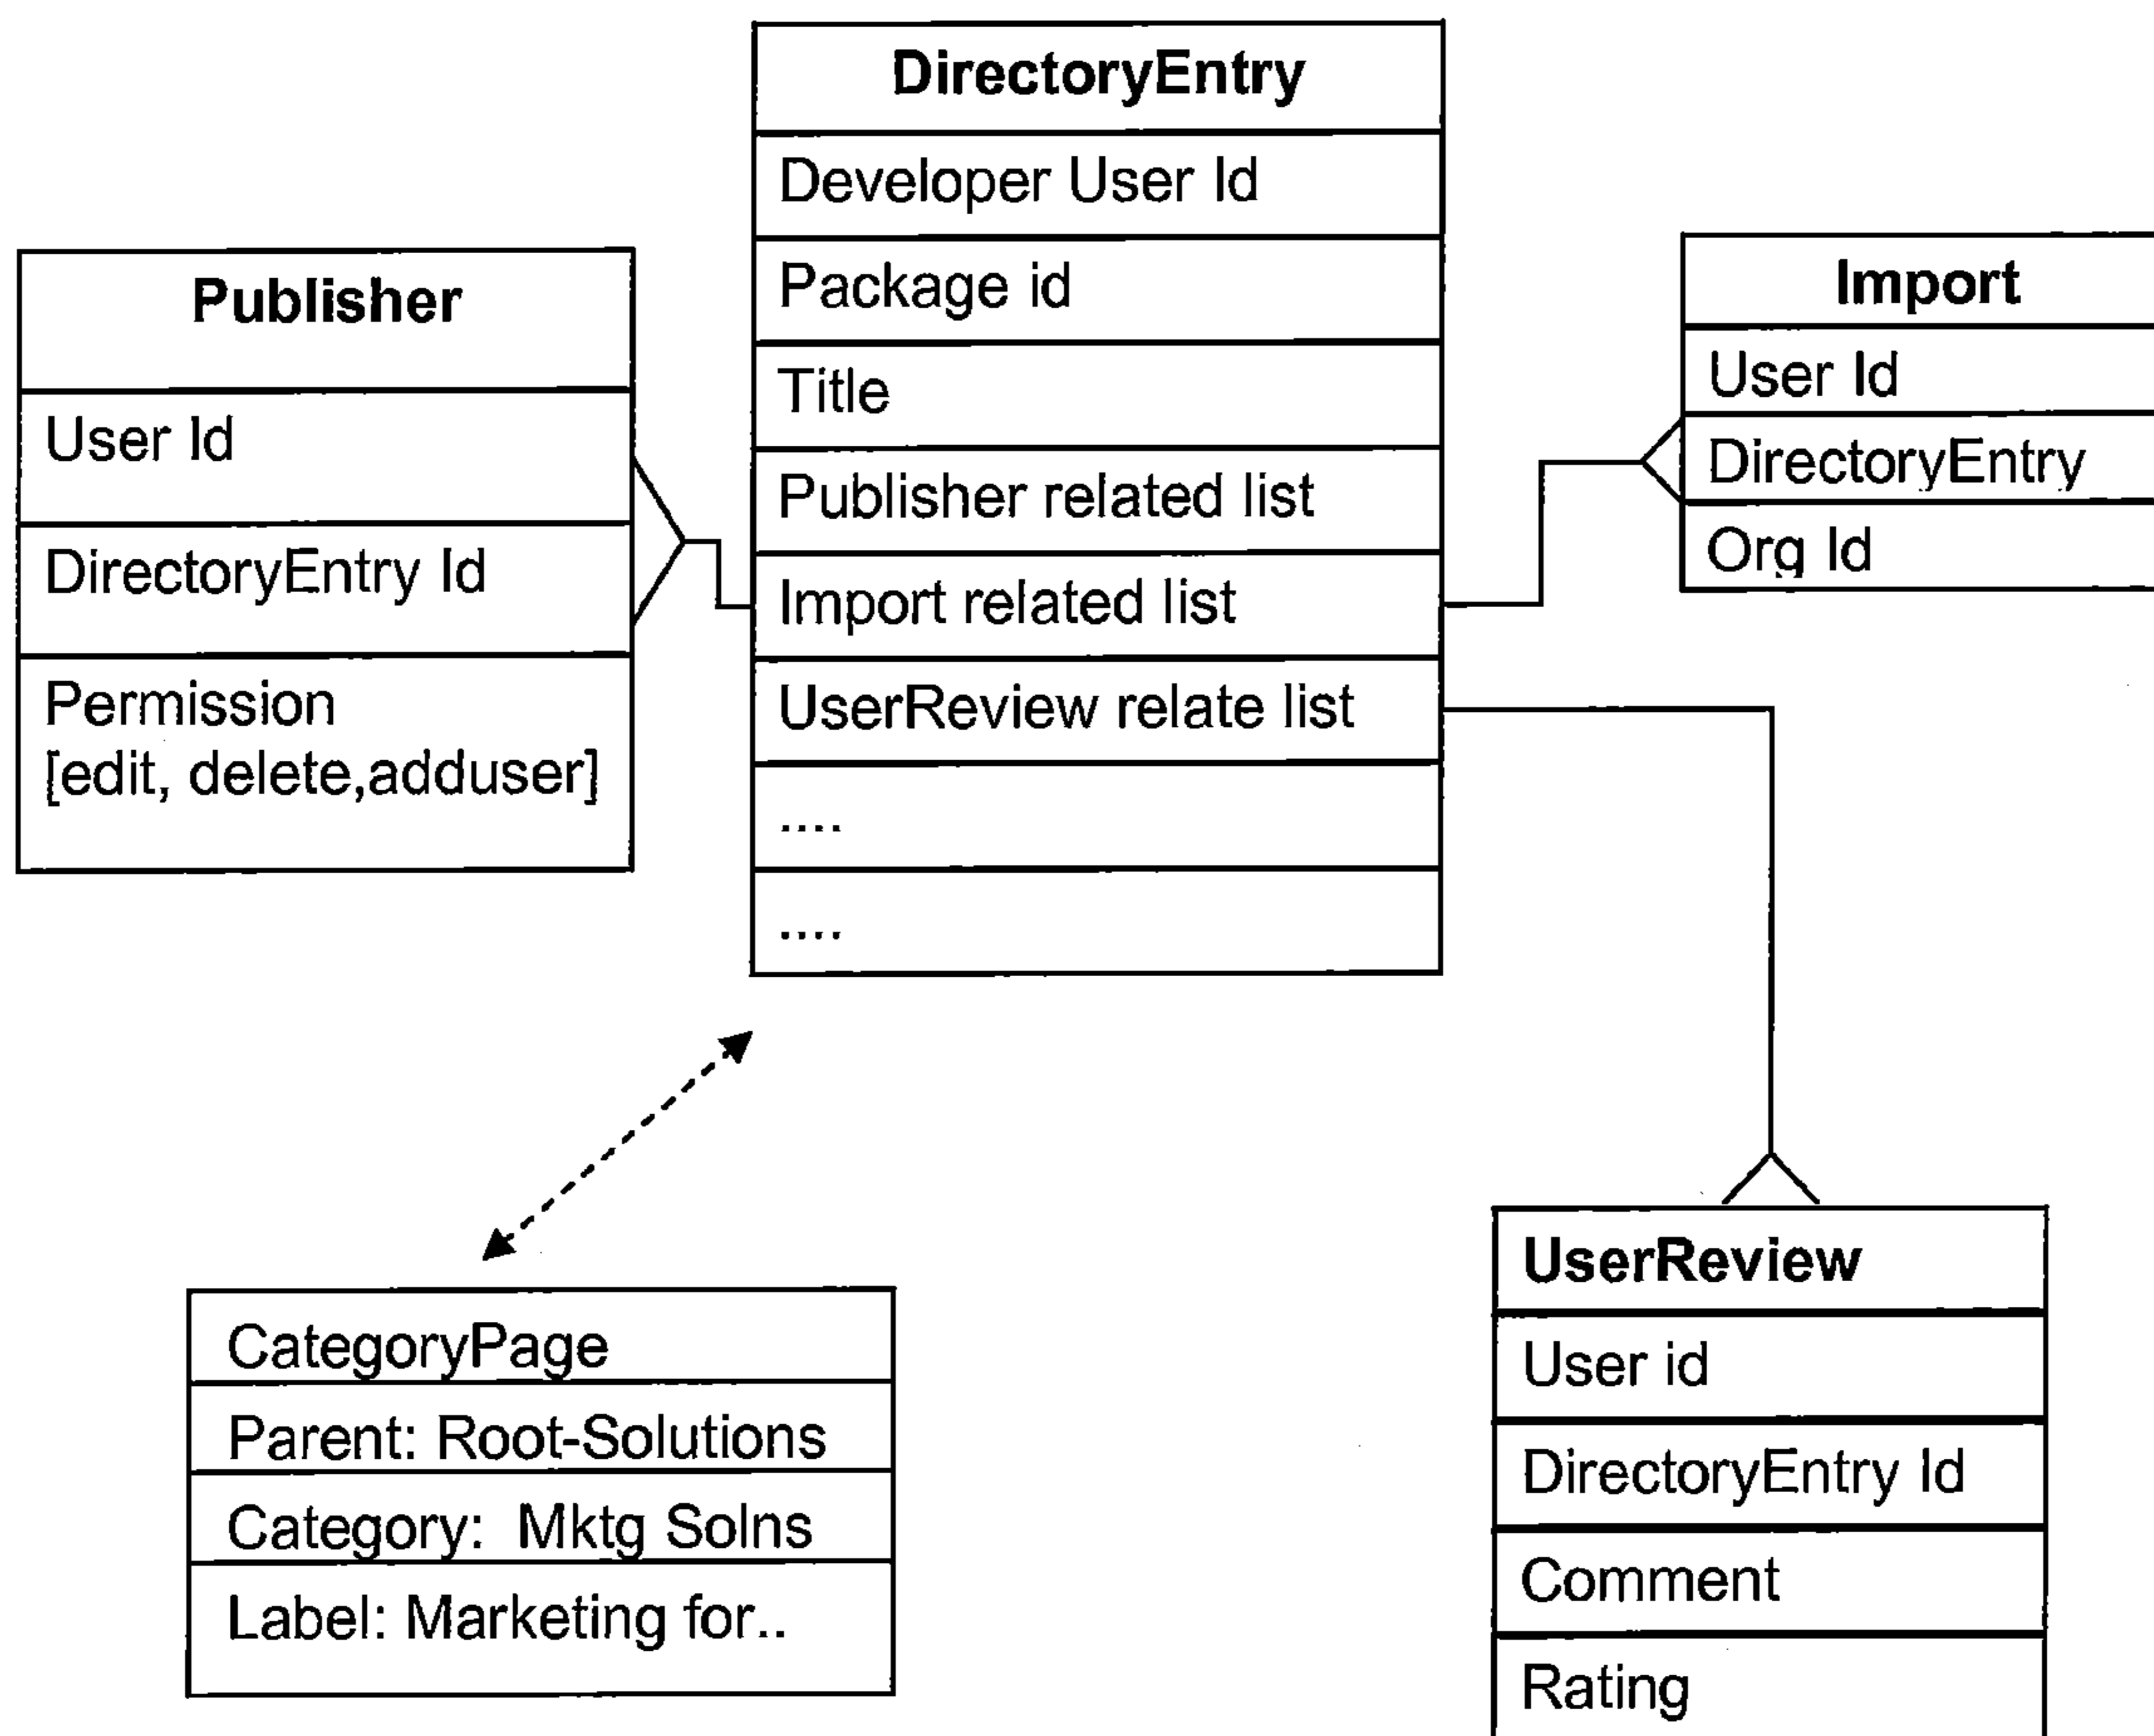 DirectoryEntry
Developer User Id
Package id
Title
Publisher related list
Import related list
UserReview relate list
....
....
Publisher
User Id
DirectoryEntry Id
Permission
[edit, delete,adduser]
Import
User Id
DirectoryEntry
Org Id
CategoryPage
Parent: Root-Solutions
Category:  Mktg Solns
Label: Marketing for..
UserReview
User id
DirectoryEntry Id
Comment
Rating